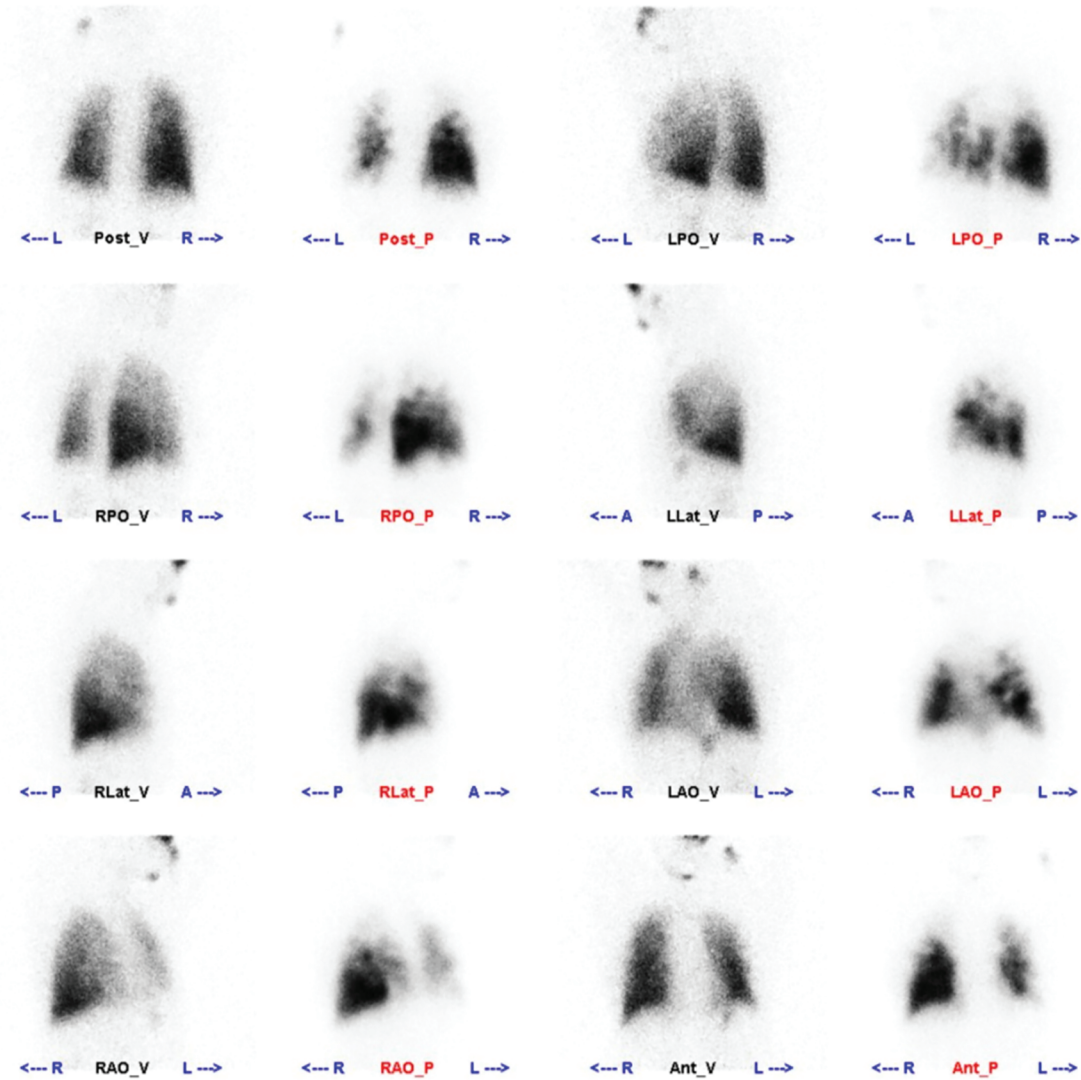 <--- L Post_V R ---> <--- L Post_P R ---> <--- L LPO_V R ---> <--- L LPO_P R --->
<--- L RPO_V R ---> <--- L RPO_P R ---> <--- A LLat_V P ---> <--- A LLat_P P --->
<--- P RLat_V A ---> <--- P RLat_P A ---> <--- R LAO_V L ---> <--- R LAO_P L --->
<--- R RAO_V L ---> <--- R RAO_P L ---> <--- R Ant_V L ---> <--- R Ant_P L --->